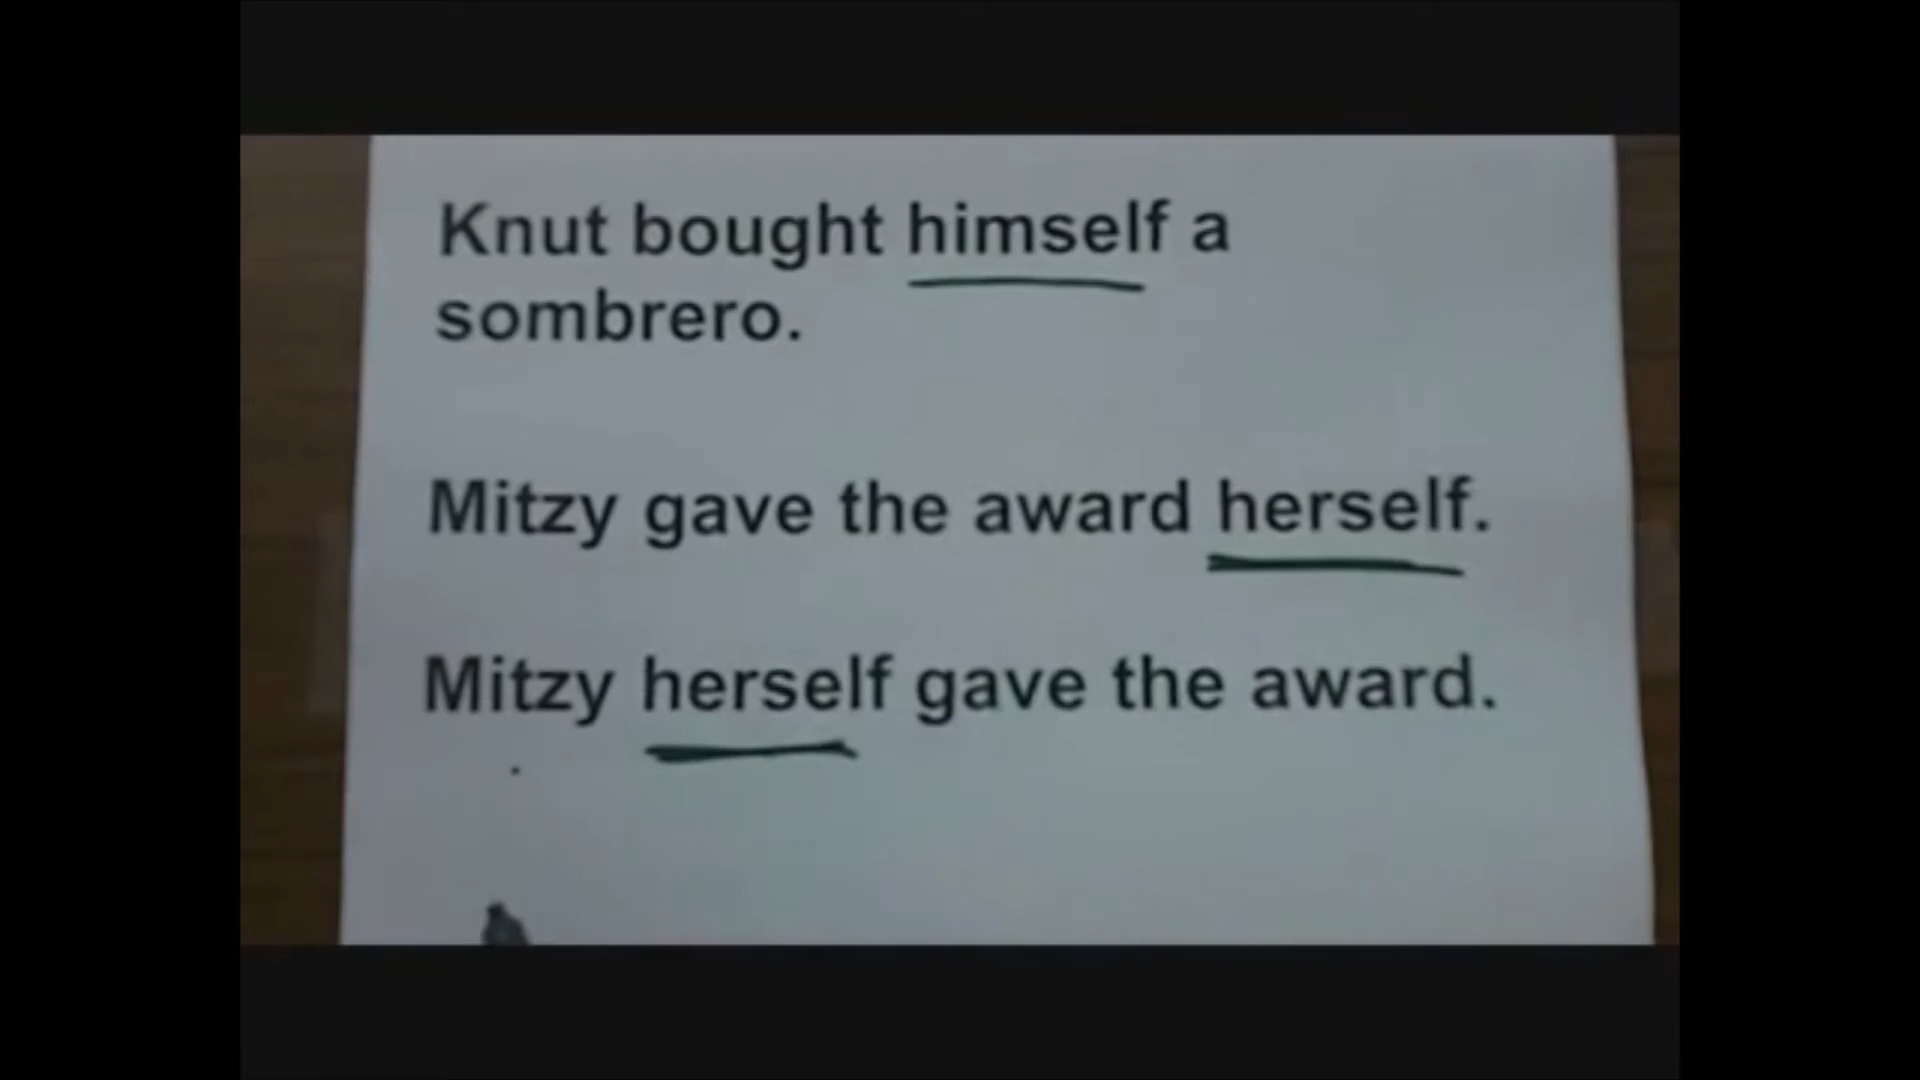 Knut bought himself a
sombrero.
Mitzy gave the award herself.
Mitzy herself gave the award.